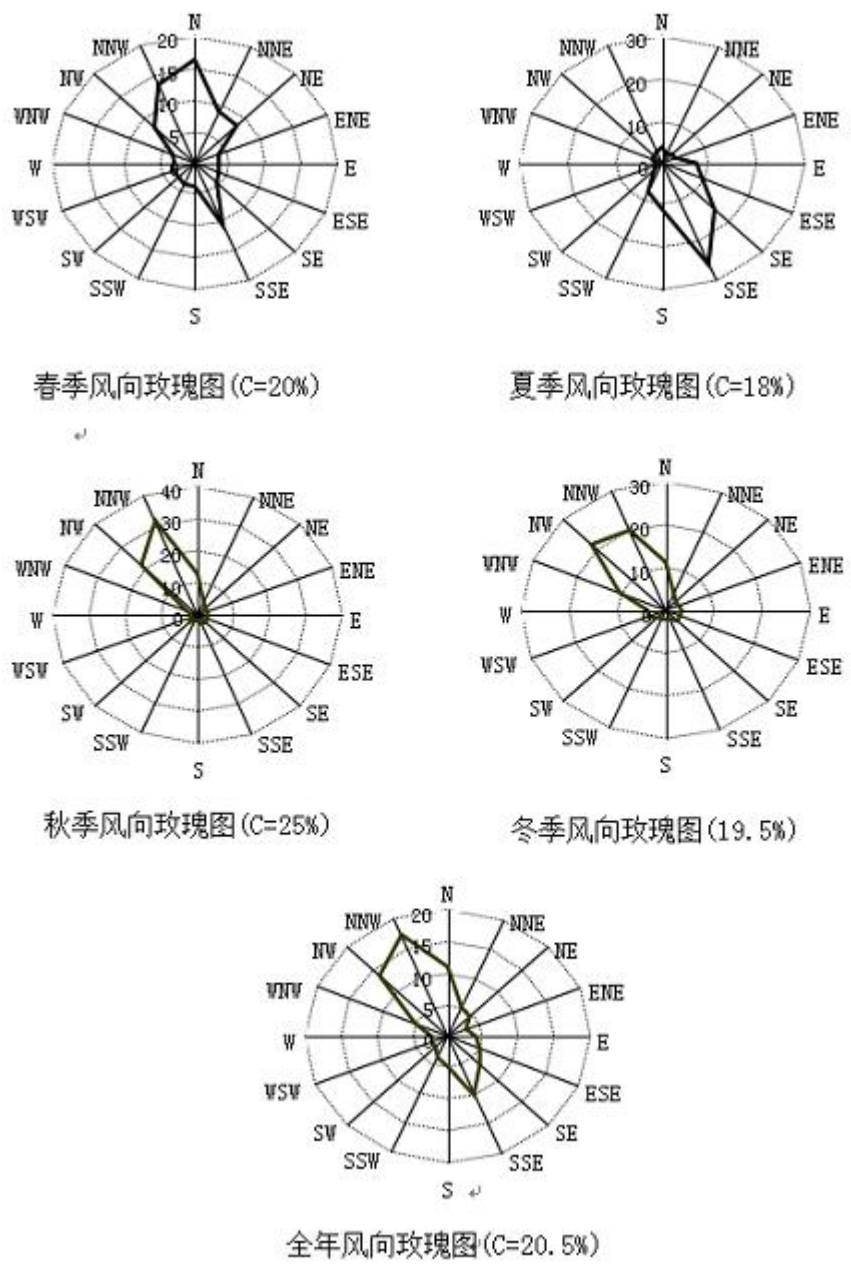 N
N
NNW 20 NNE
NNW 30 NNE
NW 15 NE
NW 20 NE
WNW 10 ENE
WNW 10 ENE
5
W 0 E
W 0 E
WSW ESE
WSW ESE
SW SE
SW SE
SSW SSE
SSW SSE
S
S
春季风向玫瑰图(C=20%)
夏季风向玫瑰图(C=18%)
N
N
NNW 40 NNE
NNW 30 NNE
NW 30 NE
NW 20 NE
WNW 20 ENE
WNW 10 ENE
10
W 0 E
W 0 E
WSW ESE
WSW ESE
SW SE
SW SE
SSW SSE
SSW SSE
S
S
秋季风向玫瑰图(C=25%)
冬季风向玫瑰图(19.5%)
N
NNW 20 NNE
NW 15 NE
WNW 10 ENE
5
W 0 E
WSW ESE
SW SE
SSW SSE
S
全年风向玫瑰图(C=20.5%)